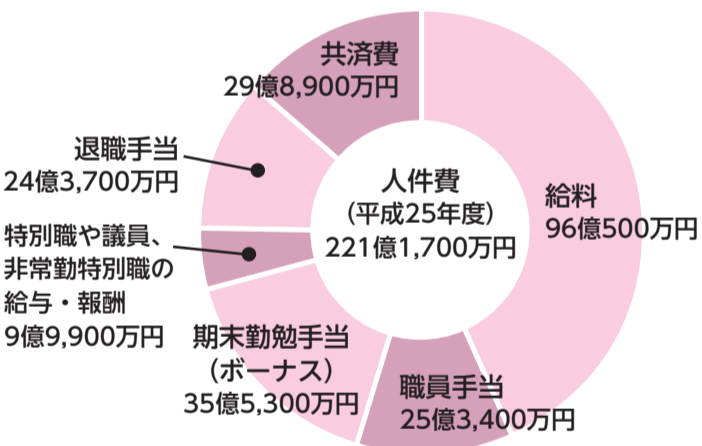 人件費
（平成25年度）
221億1,700万円
給料
96億500万円
職員手当
25億3,400万円
期末勤勉手当
（ボーナス）
35億5,300万円
特別職や議員、
非常勤特別職の
給与・報酬
9億9,900万円
退職手当
24億3,700万円
共済費
29億8,900万円